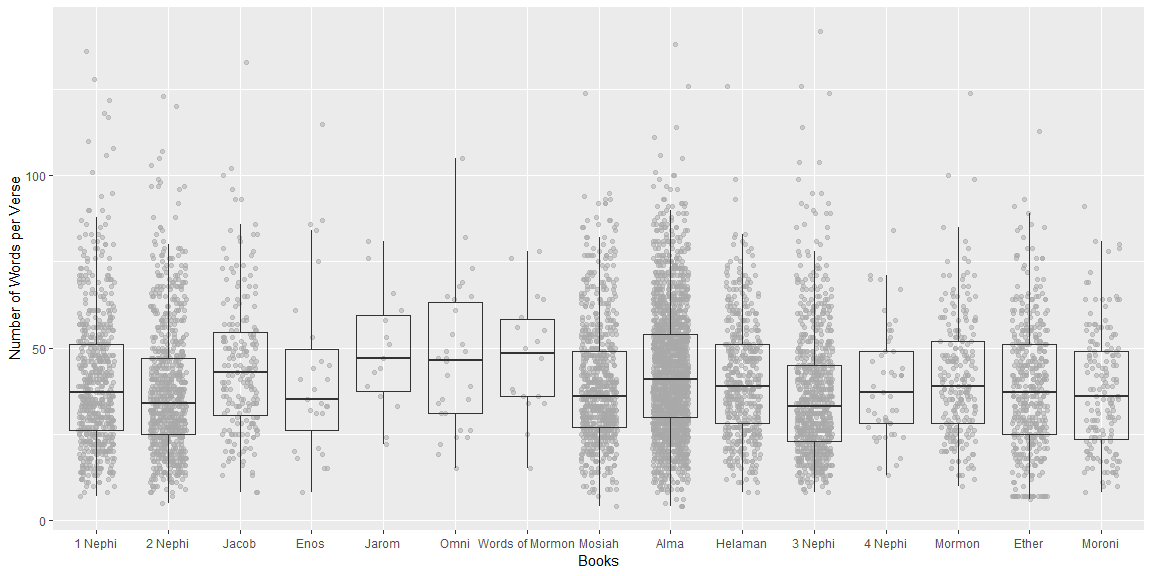 Number of Words per Verse
100
50
0
1 Nephi 2 Nephi Jacob Enos Jarom Omni Words of Mormon Mosiah Alma Helaman 3 Nephi 4 Nephi Mormon Ether Moroni
Books